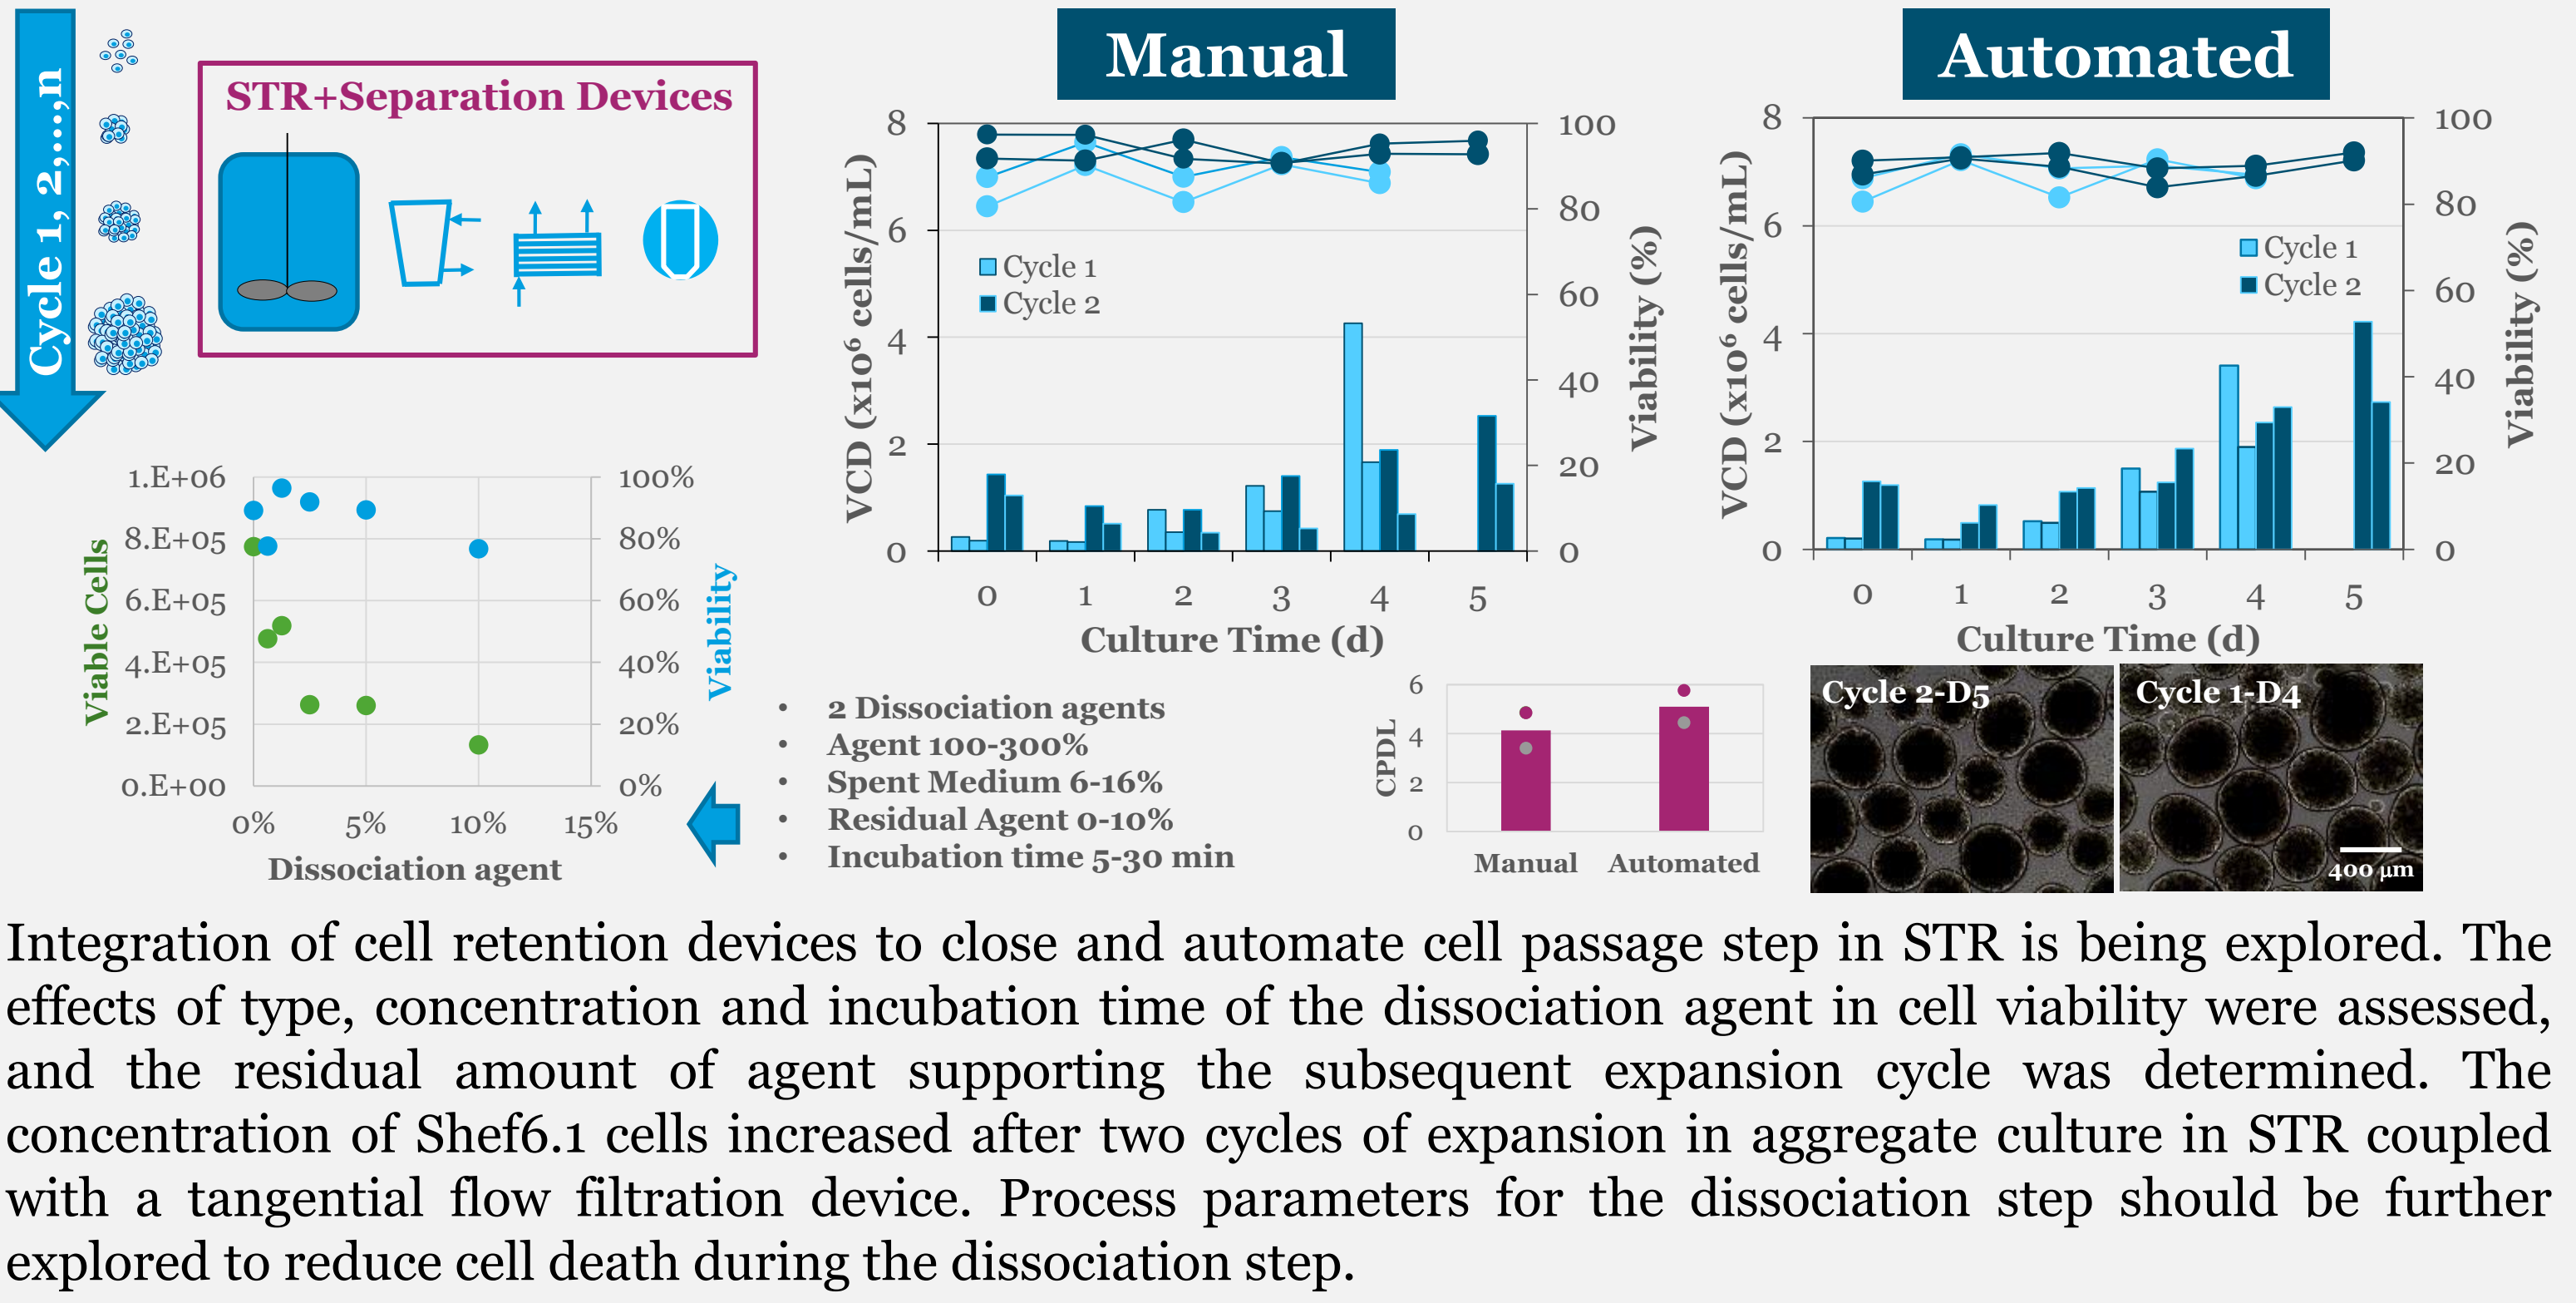 Cycle 1, 2,...,n
STR+Separation Devices
1.E+06
8.E+05
6.E+05
4.E+05
2.E+05
0.E+00
Viable Cells
100%
80%
60%
40%
20%
0%
Viability
0%
5%
10%
15%
Dissociation agent
• 2 Dissociation agents
• Agent 100-300%
• Spent Medium 6-16%
• Residual Agent 0-10%
• Incubation time 5-30 min
Manual
8
6
4
2
0
VCD (x10⁶ cells/mL)
Cycle 1
Cycle 2
100
80
60
40
20
0
Viability (%)
0
1
2
3
4
5
Culture Time (d)
Automated
8
6
4
2
0
VCD (x10⁶ cells/mL)
Cycle 1
Cycle 2
100
80
60
40
20
0
Viability (%)
0
1
2
3
4
5
Culture Time (d)
6
4
2
0
CPDL
Manual
Automated
Cycle 2-D5
Cycle 1-D4
400 µm
Integration of cell retention devices to close and automate cell passage step in STR is being explored. The
effects of type, concentration and incubation time of the dissociation agent in cell viability were assessed,
and the residual amount of agent supporting the subsequent expansion cycle was determined. The
concentration of Shef6.1 cells increased after two cycles of expansion in aggregate culture in STR coupled
with a tangential flow filtration device. Process parameters for the dissociation step should be further
explored to reduce cell death during the dissociation step.